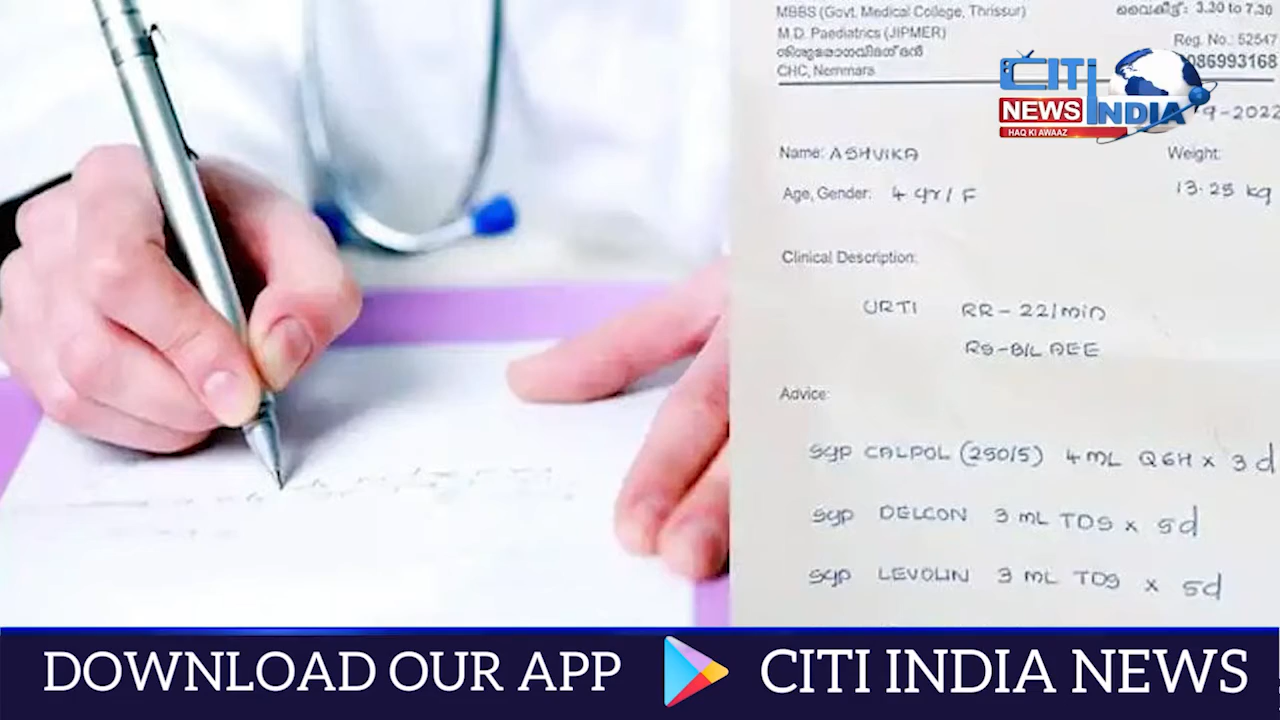 MBBS (Govt. Medical College, Thrissur)
വൈകീട്ട്: 3.30 to 7.30
M.D. Paediatrics (JIPMER)
Reg. No.: 52547
ശിശുരോഗവിദഗ്ദൻ
086993168
CHC, Nemmara
CITI
NEWS INDIA
HAQ KI AWAAZ
9-2022
Name: ASHVIKA
Weight:
Age, Gender: 4 yr / F
13.25 kg
Clinical Description:
URTI RR - 22/min
RS - B/L AEE
Advice:
Syp CALPOL (250/5) 4 mL Q6H x 3 d
Syp DELCON 3 mL TDS x 5d
Syp LEVOLIN 3 mL TDS x 5d
DOWNLOAD OUR APP CITI INDIA NEWS